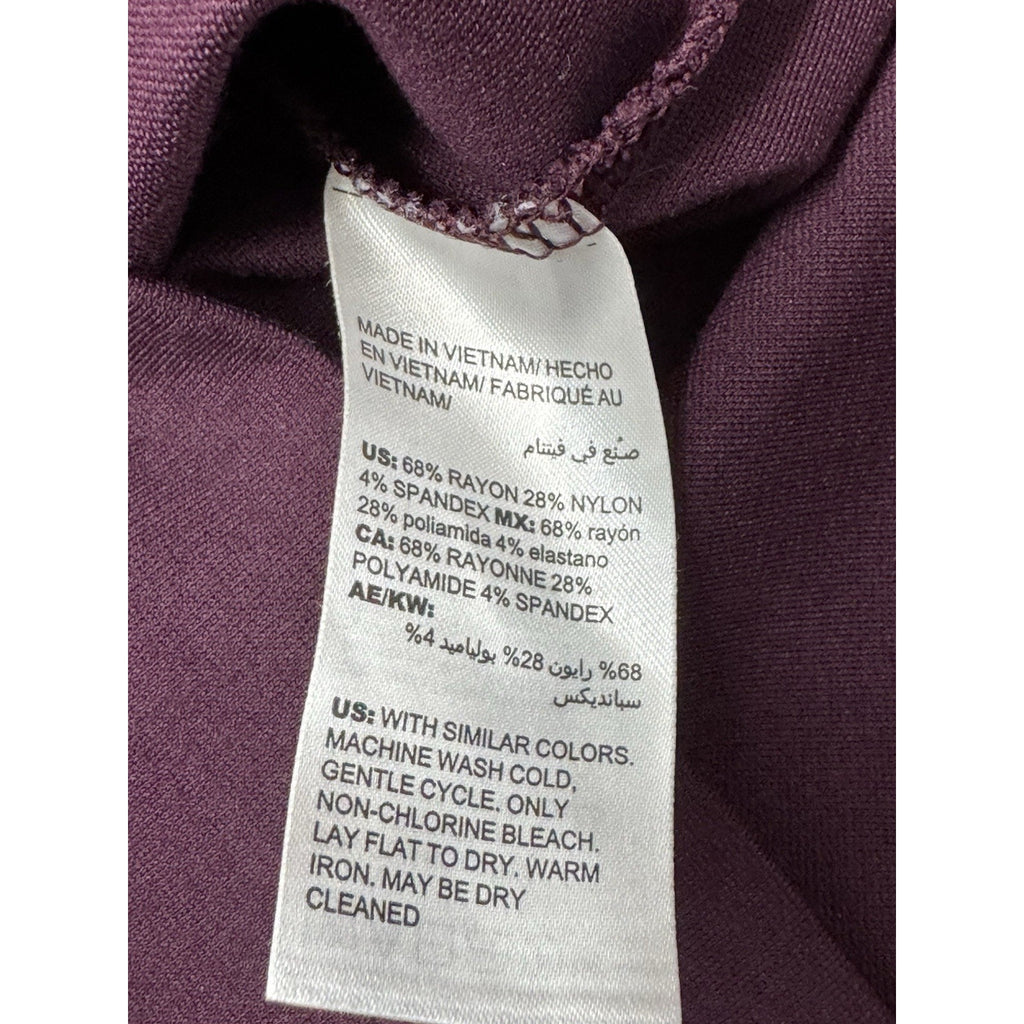 MADE IN VIETNAM/ HECHO
EN VIETNAM/ FABRIQUÉ AU
VIETNAM/
صُنع في فيتنام
US: 68% RAYON 28% NYLON
4% SPANDEX MX: 68% rayón
28% poliamida 4% elastano
CA: 68% RAYONNE 28%
POLYAMIDE 4% SPANDEX
AE/KW:
68% رايون 28% بولياميد 4%
سبانديكس
US: WITH SIMILAR COLORS.
MACHINE WASH COLD,
GENTLE CYCLE. ONLY
NON-CHLORINE BLEACH.
LAY FLAT TO DRY. WARM
IRON. MAY BE DRY
CLEANED